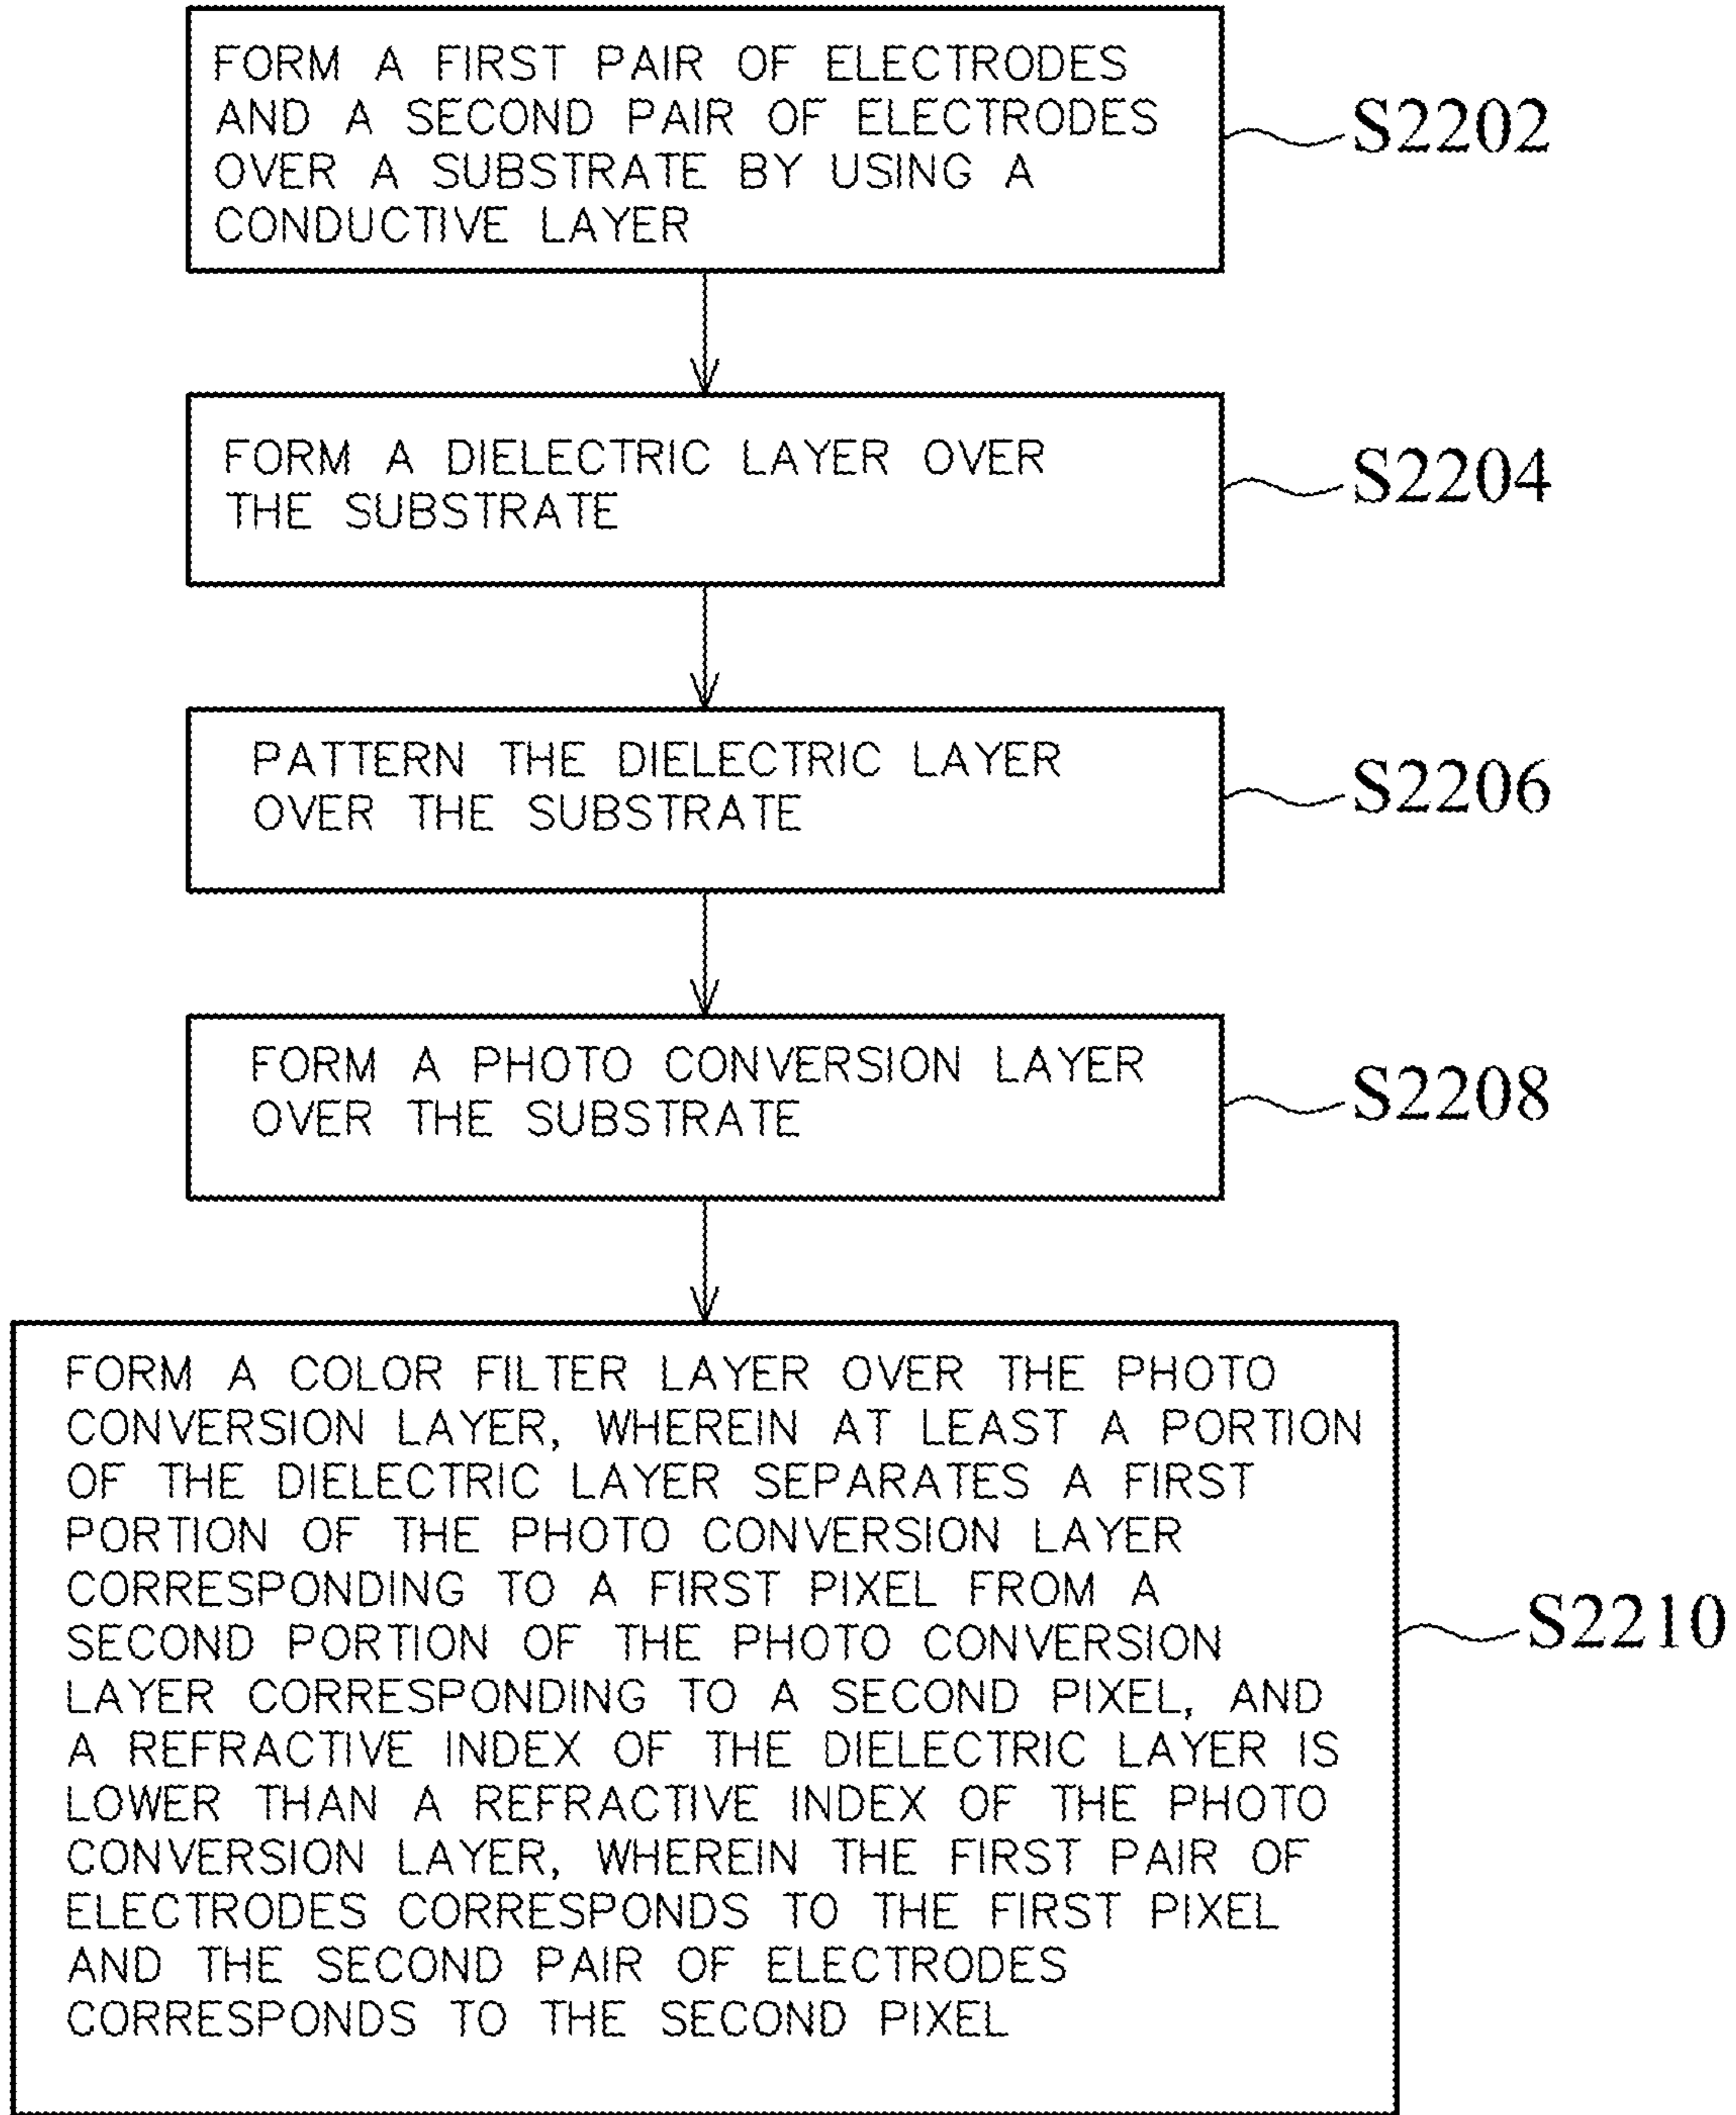 FORM A FIRST PAIR OF ELECTRODES
AND A SECOND PAIR OF ELECTRODES
OVER A SUBSTRATE BY USING A
CONDUCTIVE LAYER
S2202
FORM A DIELECTRIC LAYER OVER
THE SUBSTRATE
S2204
PATTERN THE DIELECTRIC LAYER
OVER THE SUBSTRATE
S2206
FORM A PHOTO CONVERSION LAYER
OVER THE SUBSTRATE
S2208
FORM A COLOR FILTER LAYER OVER THE PHOTO
CONVERSION LAYER, WHEREIN AT LEAST A PORTION
OF THE DIELECTRIC LAYER SEPARATES A FIRST
PORTION OF THE PHOTO CONVERSION LAYER
CORRESPONDING TO A FIRST PIXEL FROM A
SECOND PORTION OF THE PHOTO CONVERSION
LAYER CORRESPONDING TO A SECOND PIXEL, AND
A REFRACTIVE INDEX OF THE DIELECTRIC LAYER IS
LOWER THAN A REFRACTIVE INDEX OF THE PHOTO
CONVERSION LAYER, WHEREIN THE FIRST PAIR OF
ELECTRODES CORRESPONDS TO THE FIRST PIXEL
AND THE SECOND PAIR OF ELECTRODES
CORRESPONDS TO THE SECOND PIXEL
S2210